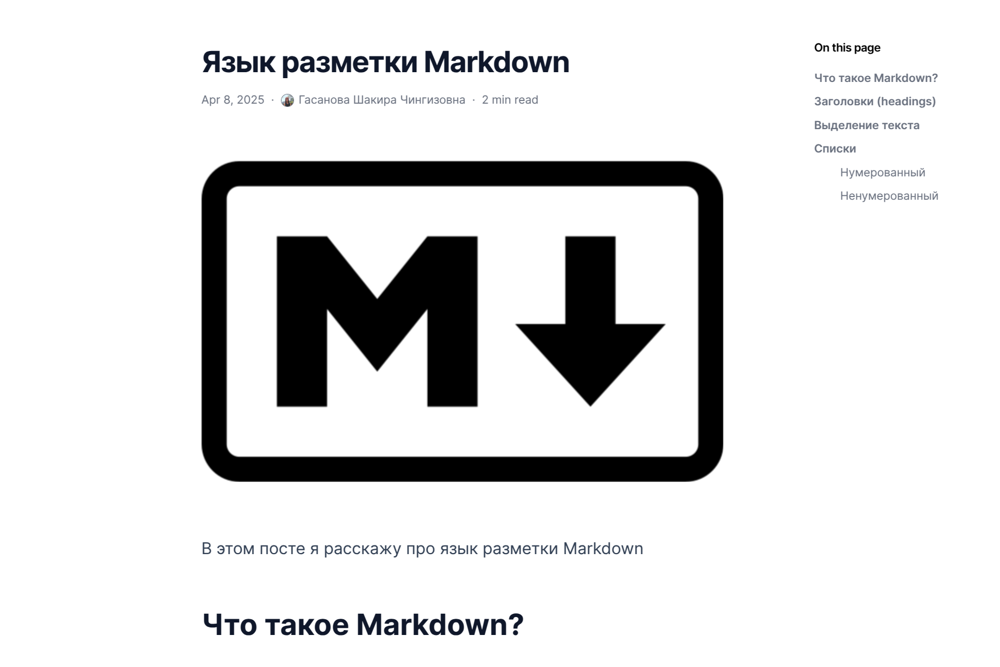 Язык разметки Markdown
Apr 8, 2025 · Гасанова Шакира Чингизовна · 2 min read
M
В этом посте я расскажу про язык разметки Markdown
Что такое Markdown?
On this page
Что такое Markdown?
Заголовки (headings)
Выделение текста
Списки
Нумерованный
Ненумерованный